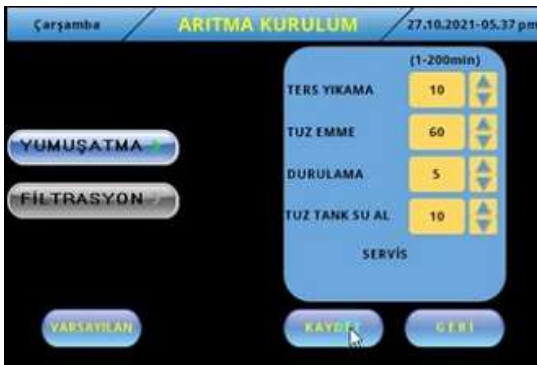 Çarşamba
ARITMA KURULUM
27.10.2021-05.37 pm
(1-200min)
TERS YIKAMA 10
TUZ EMME 60
YUMUŞATMA
DURULAMA 5
FİLTRASYON
TUZ TANK SU AL 10
SERVİS
VARSAYILAN
KAYDET
GERİ